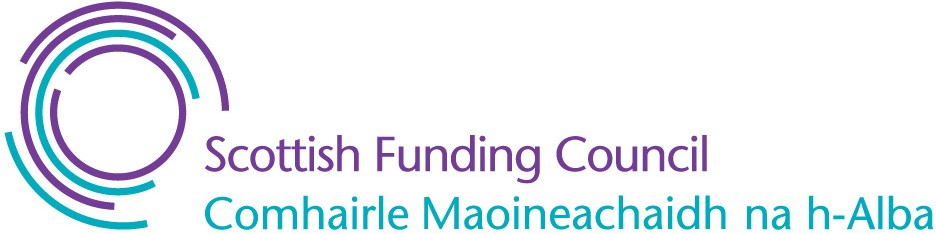 Scottish Funding Council
Comhairle Maoineachaidh na h-Alba